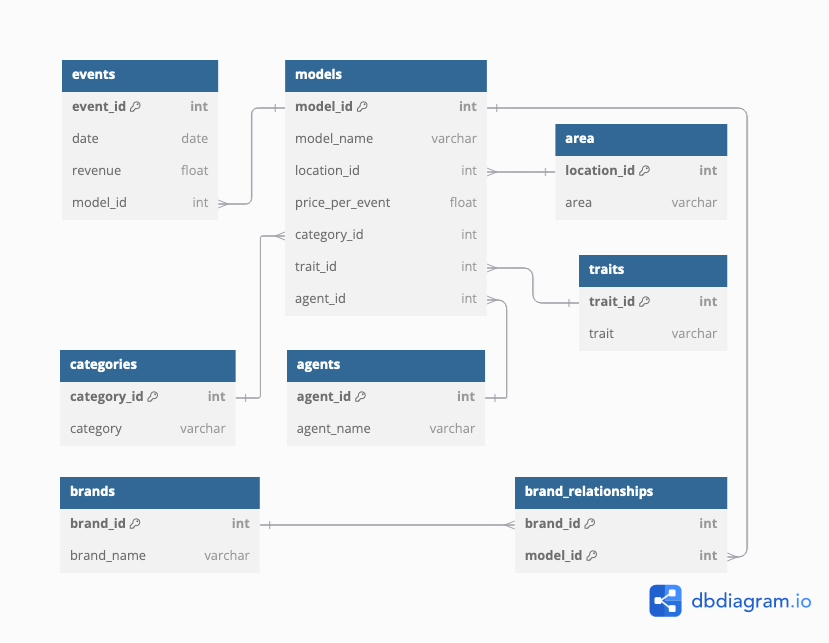 events
event_id int
date date
revenue float
model_id int
models
model_id int
model_name varchar
location_id int
price_per_event float
category_id int
trait_id int
agent_id int
area
location_id int
area varchar
traits
trait_id int
trait varchar
categories
category_id int
category varchar
agents
agent_id int
agent_name varchar
brands
brand_id int
brand_name varchar
brand_relationships
brand_id int
model_id int
dbdiagram.io